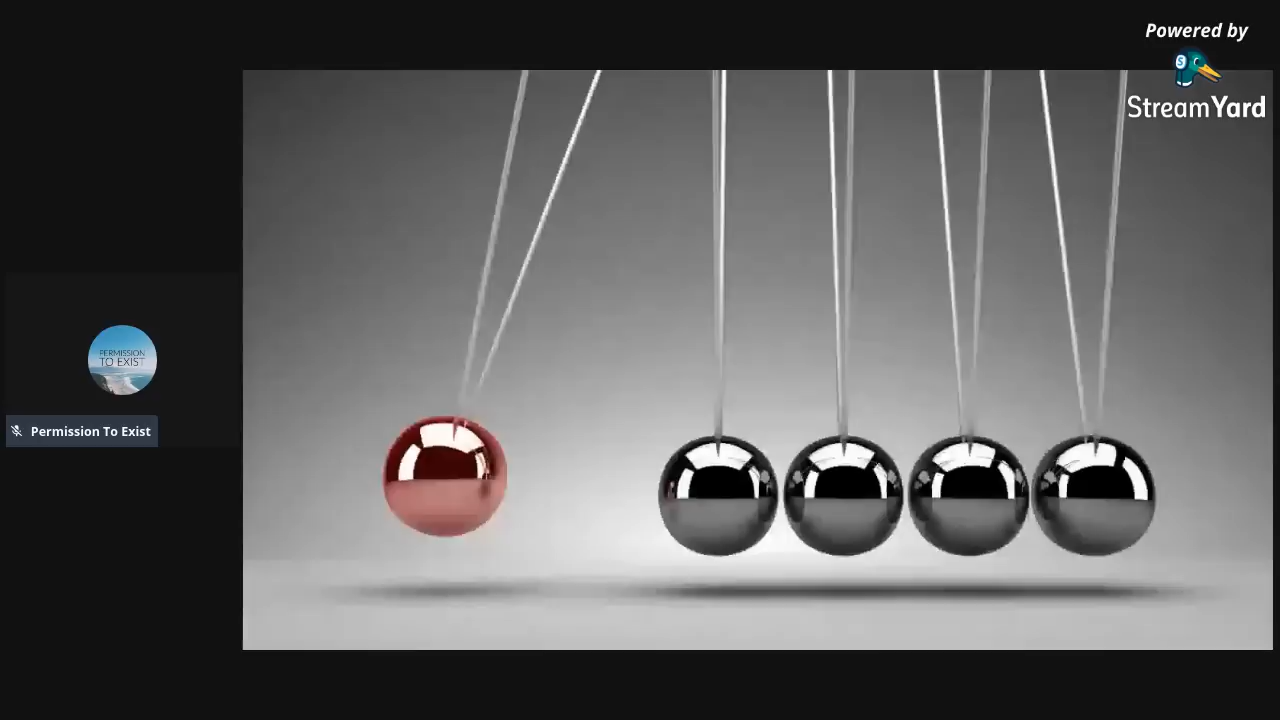 Powered by
StreamYard
PERMISSION
TO EXIST
Permission To Exist